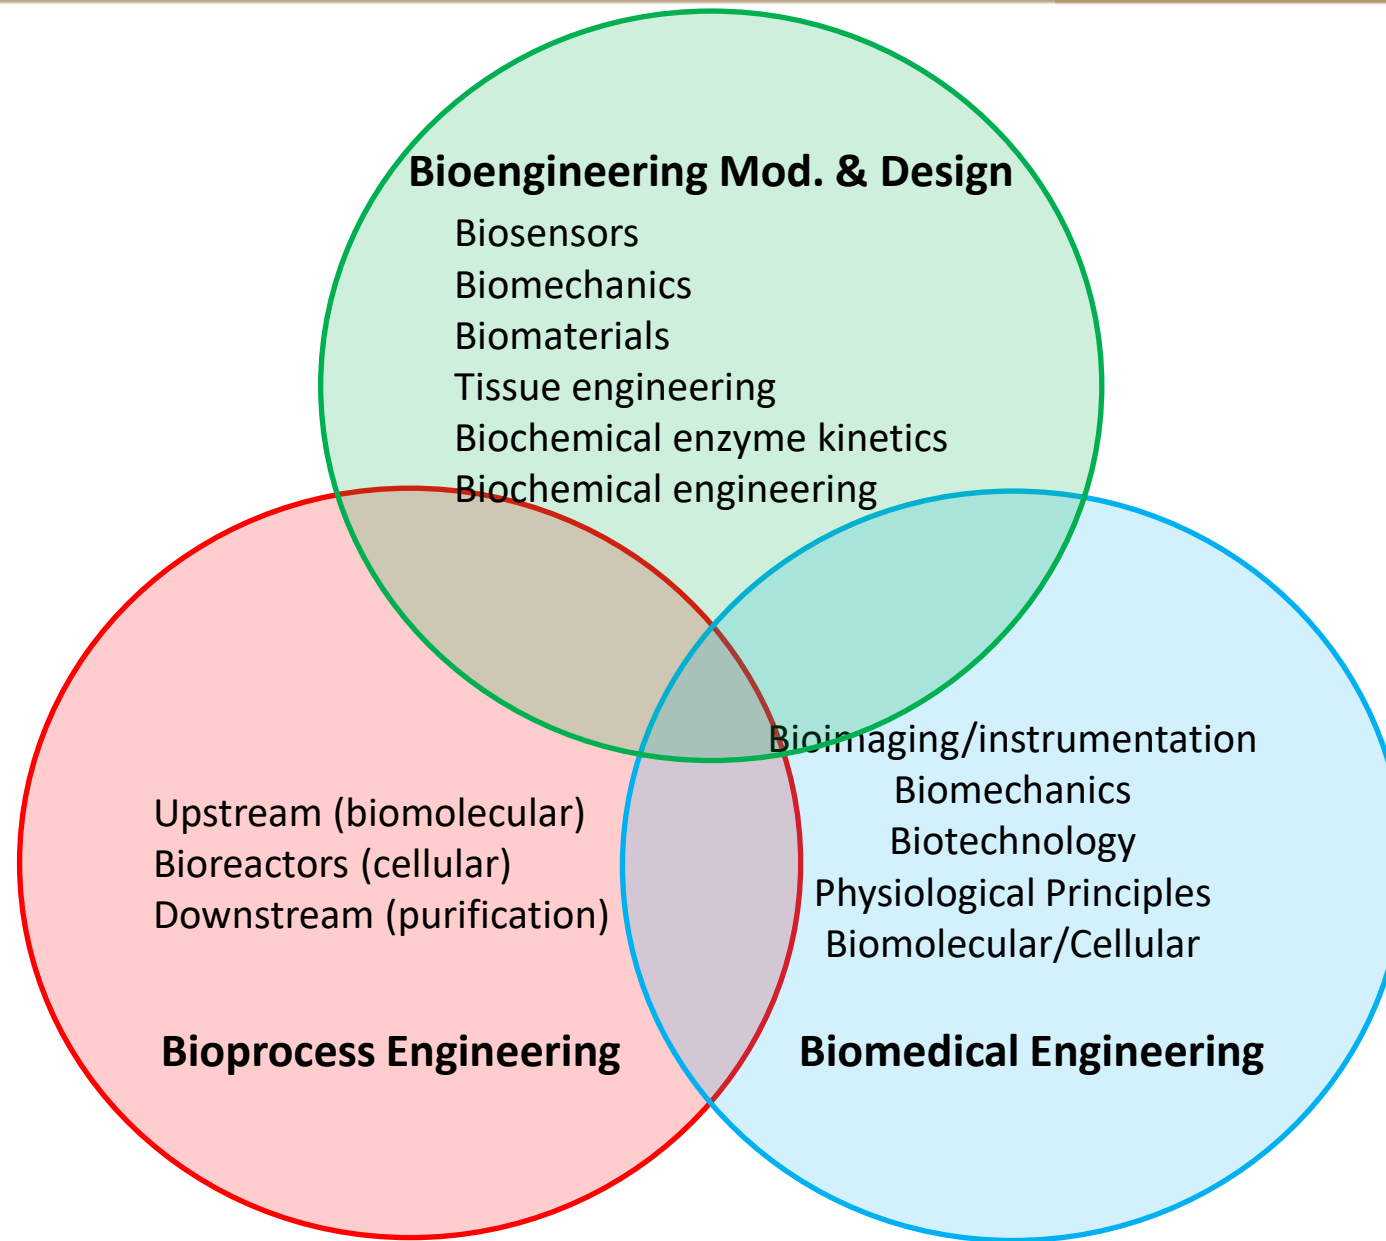 Bioengineering Mod. & Design
Biosensors
Biomechanics
Biomaterials
Tissue engineering
Biochemical enzyme kinetics
Biochemical engineering
Upstream (biomolecular)
Bioreactors (cellular)
Downstream (purification)
Bioprocess Engineering
Bioimaging/instrumentation
Biomechanics
Biotechnology
Physiological Principles
Biomolecular/Cellular
Biomedical Engineering